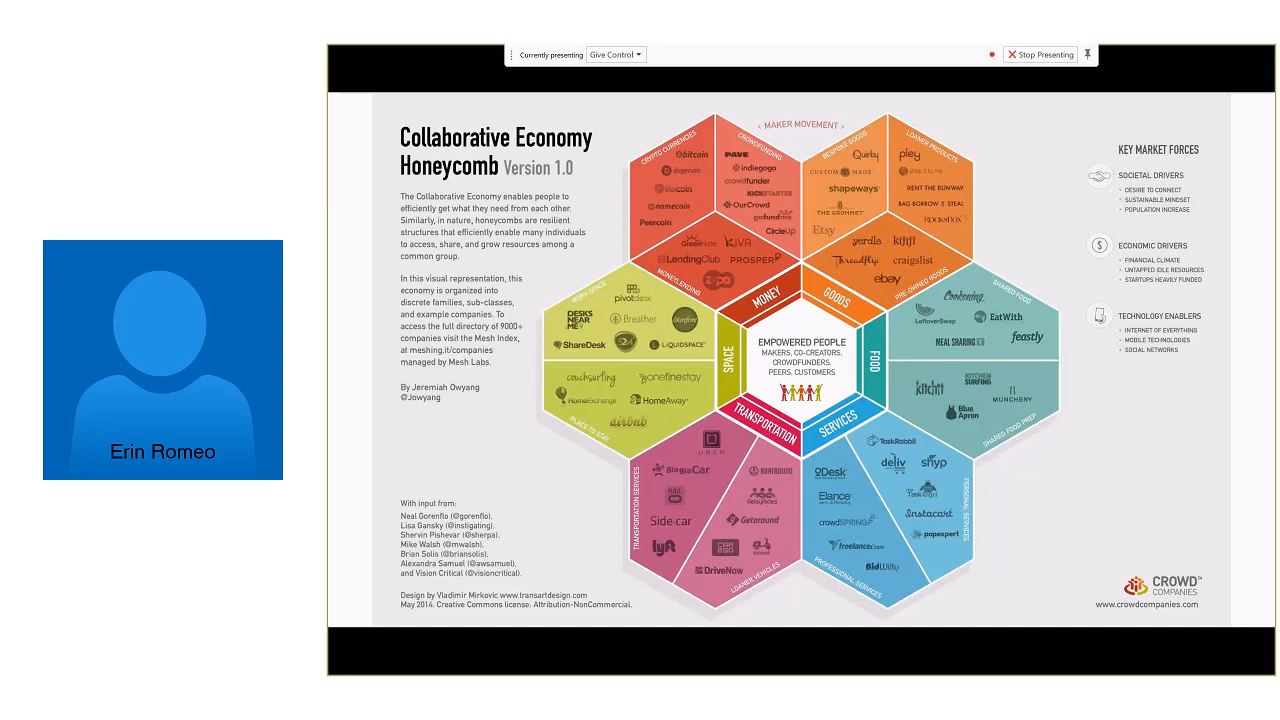 Currently presenting
Give Control
Stop Presenting
Collaborative Economy
Honeycomb Version 1.0
The Collaborative Economy enables people to
efficiently get what they need from each other.
Similarly, in nature, honeycombs are resilient
structures that efficiently enable many individuals
to access, share, and grow resources among a
common group.
In this visual representation, this
economy is organized into
discrete families, sub-classes,
and example companies. To
access the full directory of 9000+
companies visit the Mesh Index,
at meshing.it/companies
managed by Mesh Labs.
By Jeremiah Owyang
@Jowyang
With input from:
Neal Gorenflo (@gorenflo),
Lisa Gansky (@instigating),
Shervin Pishevar (@sherpa),
Mike Walsh (@mwalsh),
Brian Solis (@briansolis),
Alexandra Samuel (@awsamuel),
and Vision Critical (@visioncritical).
Design by Vladimir Mirkovic www.transartdesign.com
May 2014. Creative Commons license: Attribution-NonCommercial.
Erin Romeo
< MAKER MOVEMENT >
CRYPTO CURRENCIES
bitcoin
dogecoin
litecoin
namecoin
Peercoin
CROWDFUNDING
PAVE
indiegogo
crowdfunder
KICKSTARTER
OurCrowd
gofundme
CircleUp
MONEYLENDING
GreenNote
KIVA
LendingClub
PROSPER
MONEY
BESPOKE GOODS
Quirky
CUSTOM MADE
shapeways
THE GROMMET
Etsy
LOANER PRODUCTS
pley
RENT THE RUNWAY
BAG BORROW OR STEAL
ROCKSBOX
PRE-OWNED GOODS
yerdle
kijiji
Threadflip
craigslist
ebay
GOODS
WORK SPACE
pivotdesk
DESKS
NEAR
ME
Breather
ShareDesk
LIQUIDSPACE
PLACE TO STAY
couchsurfing
onefinestay
HomeExchange
HomeAway
airbnb
SPACE
EMPOWERED PEOPLE
MAKERS, CO-CREATORS,
CROWDFUNDERS,
PEERS, CUSTOMERS
FOOD
SHARED FOOD
Cookening
LeftoverSwap
EatWith
MEAL SHARING
feastly
SHARED FOOD PREP
kitchit
KITCHEN
SURFING
MUNCHERY
Blue
Apron
TRANSPORTATION
TRANSPORTATION SERVICES
UBER
BlaBlaCar
HAILO
Side-car
lyft
LOANER VEHICLES
BOATBOUND
RelayRides
Getaround
CAR
2GO
scoot
DriveNow
SERVICES
PROFESSIONAL SERVICES
oDesk
Elance
crowdSPRING
freelancer.com
BidWilly
PERSONAL SERVICES
TaskRabbit
deliv
shyp
TaskAngel
instacart
popexpert
KEY MARKET FORCES
SOCIETAL DRIVERS
• DESIRE TO CONNECT
• SUSTAINABLE MINDSET
• POPULATION INCREASE
ECONOMIC DRIVERS
• FINANCIAL CLIMATE
• UNTAPPED IDLE RESOURCES
• STARTUPS HEAVILY FUNDED
TECHNOLOGY ENABLERS
• INTERNET OF EVERYTHING
• MOBILE TECHNOLOGIES
• SOCIAL NETWORKS
CROWD™
COMPANIES
www.crowdcompanies.com